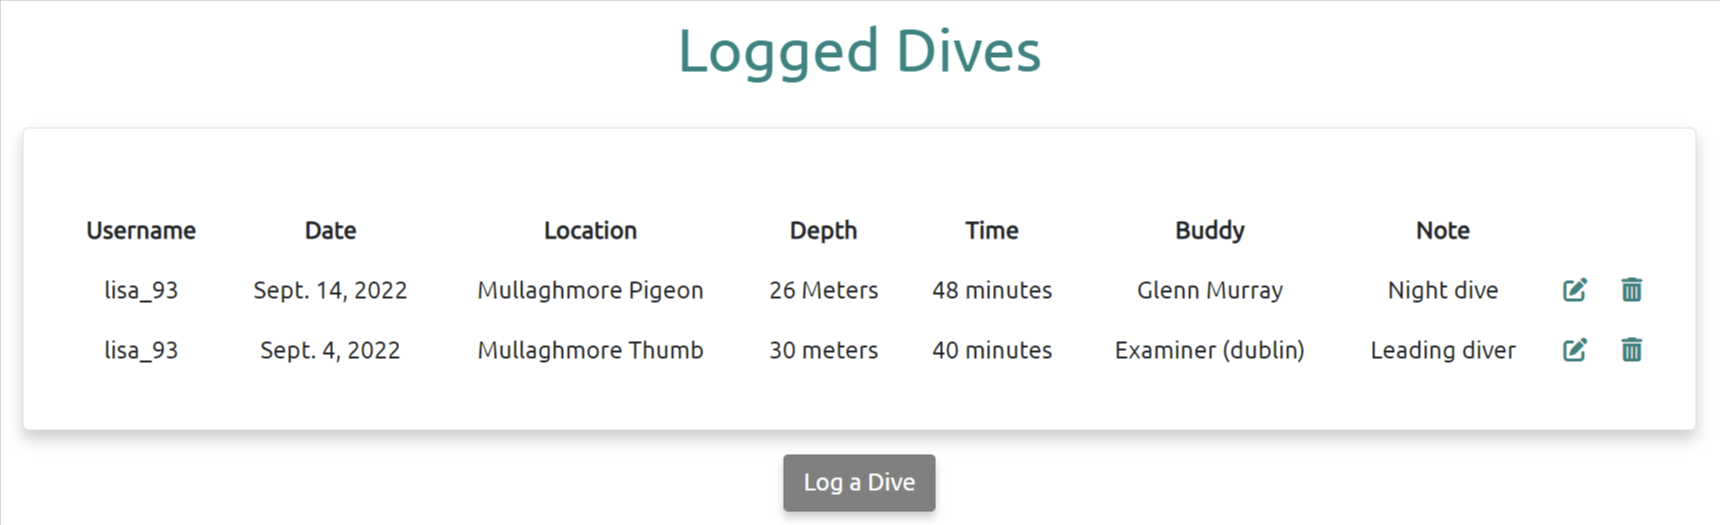 Logged Dives
Username Date Location Depth Time Buddy Note
lisa_93 Sept. 14, 2022 Mullaghmore Pigeon 26 Meters 48 minutes Glenn Murray Night dive
lisa_93 Sept. 4, 2022 Mullaghmore Thumb 30 meters 40 minutes Examiner (dublin) Leading diver
Log a Dive